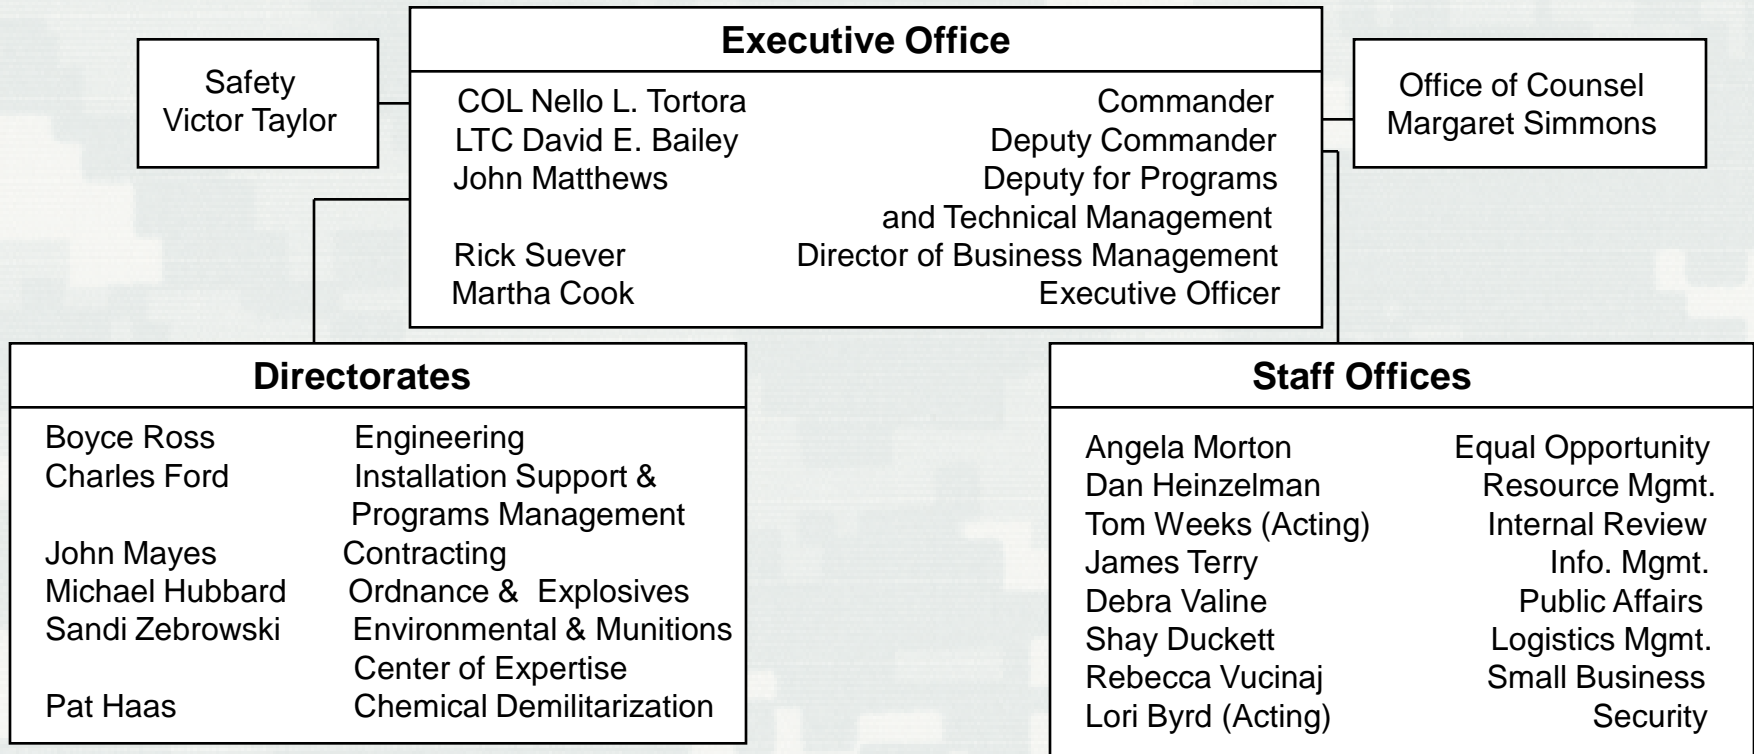 Executive Office
Safety
Victor Taylor
COL Nello L. Tortora Commander
LTC David E. Bailey Deputy Commander
John Matthews Deputy for Programs
and Technical Management
Rick Suever Director of Business Management
Martha Cook Executive Officer
Office of Counsel
Margaret Simmons
Directorates
Boyce Ross Engineering
Charles Ford Installation Support &
Programs Management
John Mayes Contracting
Michael Hubbard Ordnance & Explosives
Sandi Zebrowski Environmental & Munitions
Center of Expertise
Pat Haas Chemical Demilitarization
Staff Offices
Angela Morton Equal Opportunity
Dan Heinzelman Resource Mgmt.
Tom Weeks (Acting) Internal Review
James Terry Info. Mgmt.
Debra Valine Public Affairs
Shay Duckett Logistics Mgmt.
Rebecca Vucinaj Small Business
Lori Byrd (Acting) Security